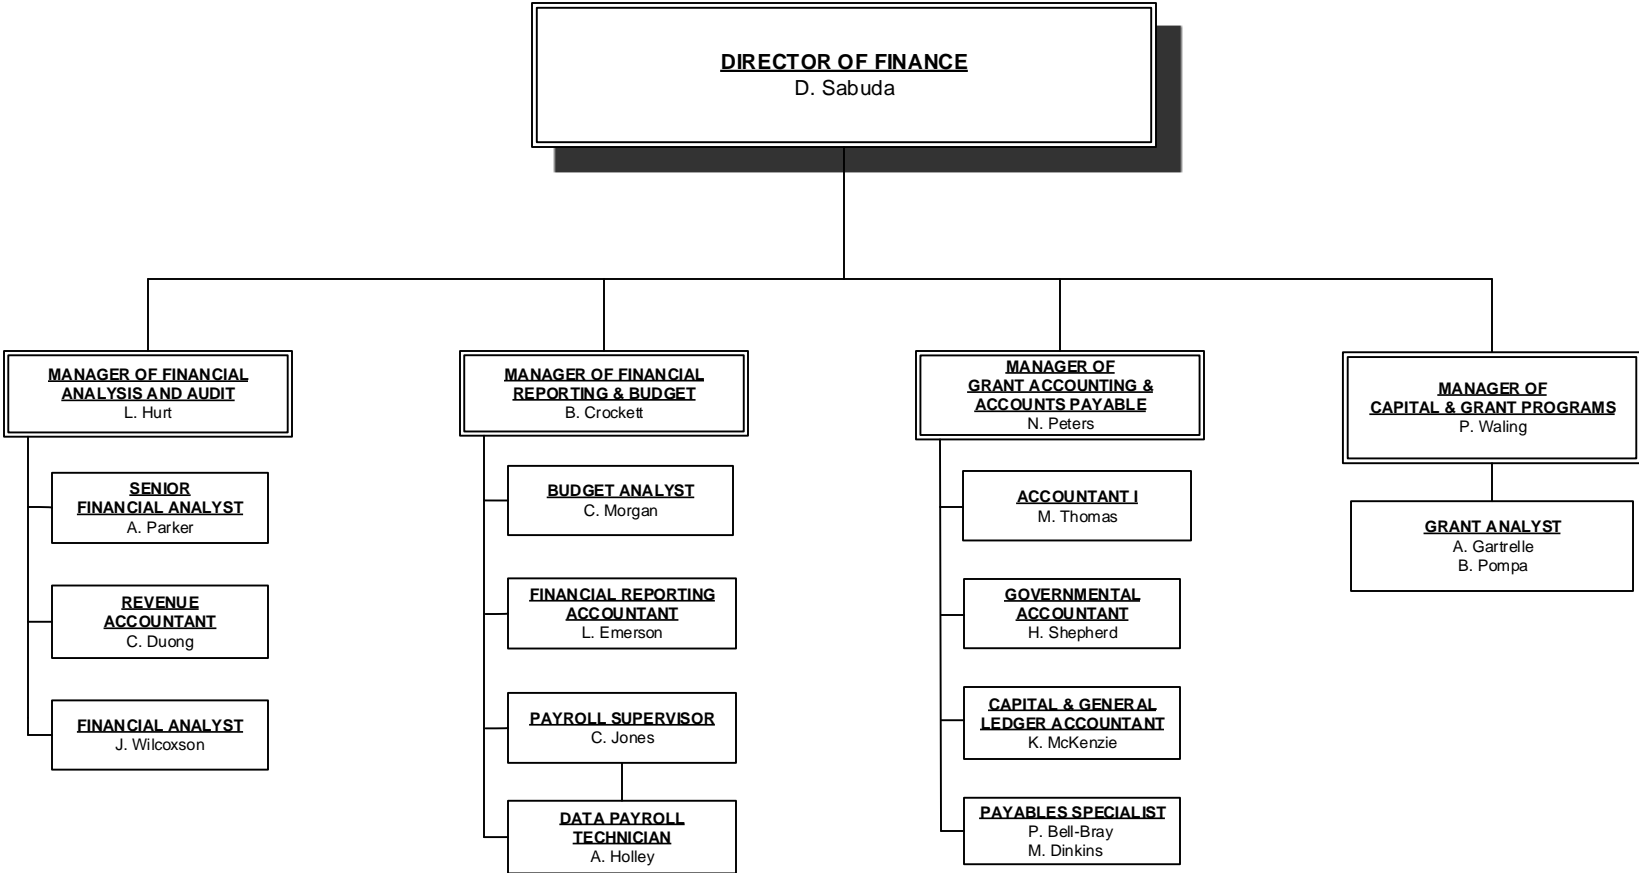 DIRECTOR OF FINANCE
D. Sabuda
MANAGER OF FINANCIAL
ANALYSIS AND AUDIT
L. Hurt
SENIOR
FINANCIAL ANALYST
A. Parker
REVENUE
ACCOUNTANT
C. Duong
FINANCIAL ANALYST
J. Wilcoxson
MANAGER OF FINANCIAL
REPORTING & BUDGET
B. Crockett
BUDGET ANALYST
C. Morgan
FINANCIAL REPORTING
ACCOUNTANT
L. Emerson
PAYROLL SUPERVISOR
C. Jones
DATA PAYROLL
TECHNICIAN
A. Holley
MANAGER OF
GRANT ACCOUNTING &
ACCOUNTS PAYABLE
N. Peters
ACCOUNTANT I
M. Thomas
GOVERNMENTAL
ACCOUNTANT
H. Shepherd
CAPITAL & GENERAL
LEDGER ACCOUNTANT
K. McKenzie
PAYABLES SPECIALIST
P. Bell-Bray
M. Dinkins
MANAGER OF
CAPITAL & GRANT PROGRAMS
P. Waling
GRANT ANALYST
A. Gartrelle
B. Pompa